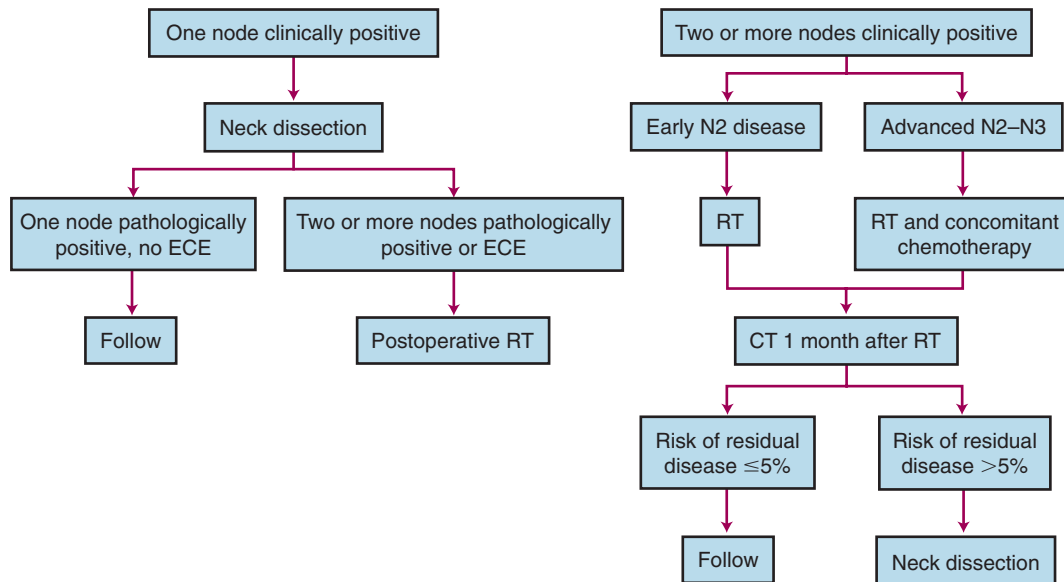 One node clinically positive
Neck dissection
One node pathologically
positive, no ECE
Two or more nodes pathologically
positive or ECE
Follow
Postoperative RT
Two or more nodes clinically positive
Early N2 disease
Advanced N2–N3
RT
RT and concomitant
chemotherapy
CT 1 month after RT
Risk of residual
disease ≤5%
Risk of residual
disease >5%
Follow
Neck dissection